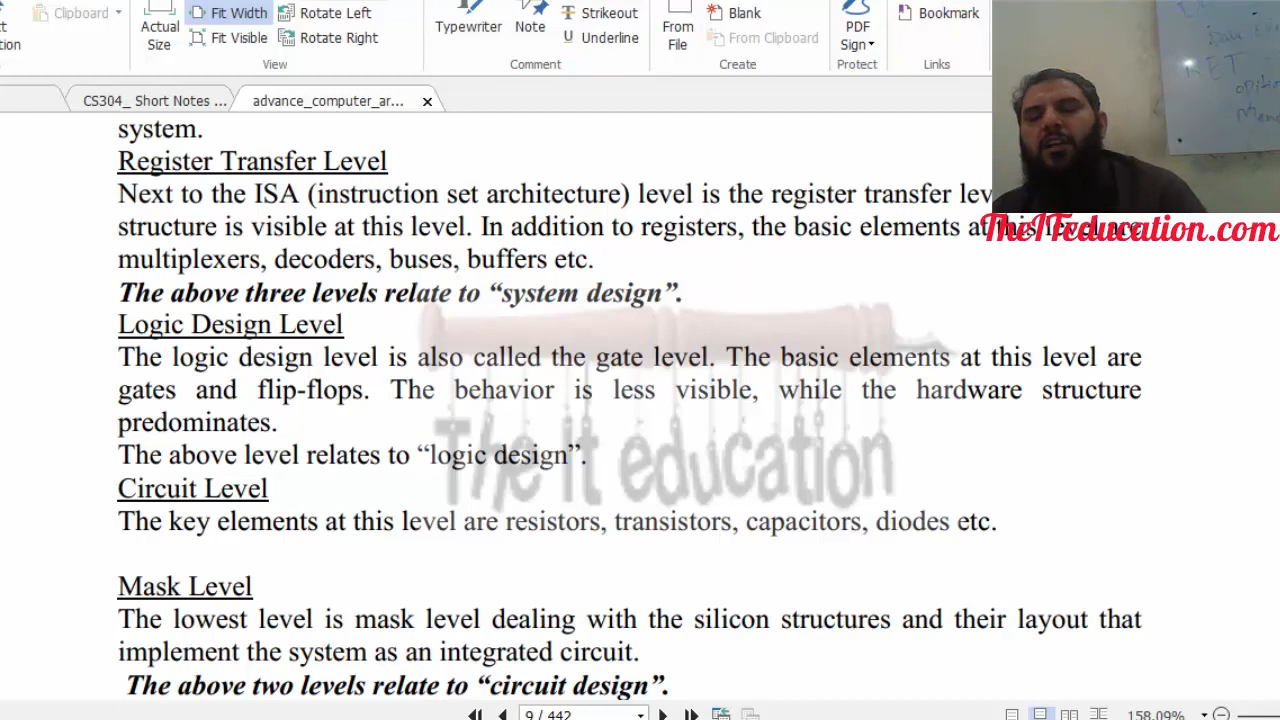 Clipboard
Fit Width
Rotate Left
Actual
Size
Fit Visible
Rotate Right
View
Typewriter
Note
Strikeout
Underline
Comment
From
File
Blank
From Clipboard
Create
PDF
Sign
Protect
Bookmark
Links
CS304_ Short Notes ...
advance_computer_ar...
system.
Register Transfer Level
Next to the ISA (instruction set architecture) level is the register transfer
structure is visible at this level. In addition to registers, the basic elements at this level are
TheITeducation.com
multiplexers, decoders, buses, buffers etc.
The above three levels relate to “system design”.
Logic Design Level
The logic design level is also called the gate level. The basic elements at this level are
gates and flip-flops. The behavior is less visible, while the hardware structure
predominates.
The above level relates to “logic design”.
The It education
Circuit Level
The key elements at this level are resistors, transistors, capacitors, diodes etc.
Mask Level
The lowest level is mask level dealing with the silicon structures and their layout that
implement the system as an integrated circuit.
The above two levels relate to “circuit design”.
9 / 442
158.09%